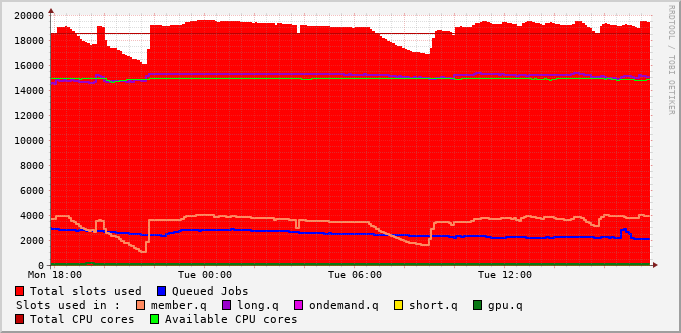 20000
18000
16000
14000
12000
10000
8000
6000
4000
2000
0
Mon 18:00 Tue 00:00 Tue 06:00 Tue 12:00
Total slots used Queued Jobs
Slots used in : member.q long.q ondemand.q short.q gpu.q
Total CPU cores Available CPU cores
RRDTOOL / TOBI OETIKER